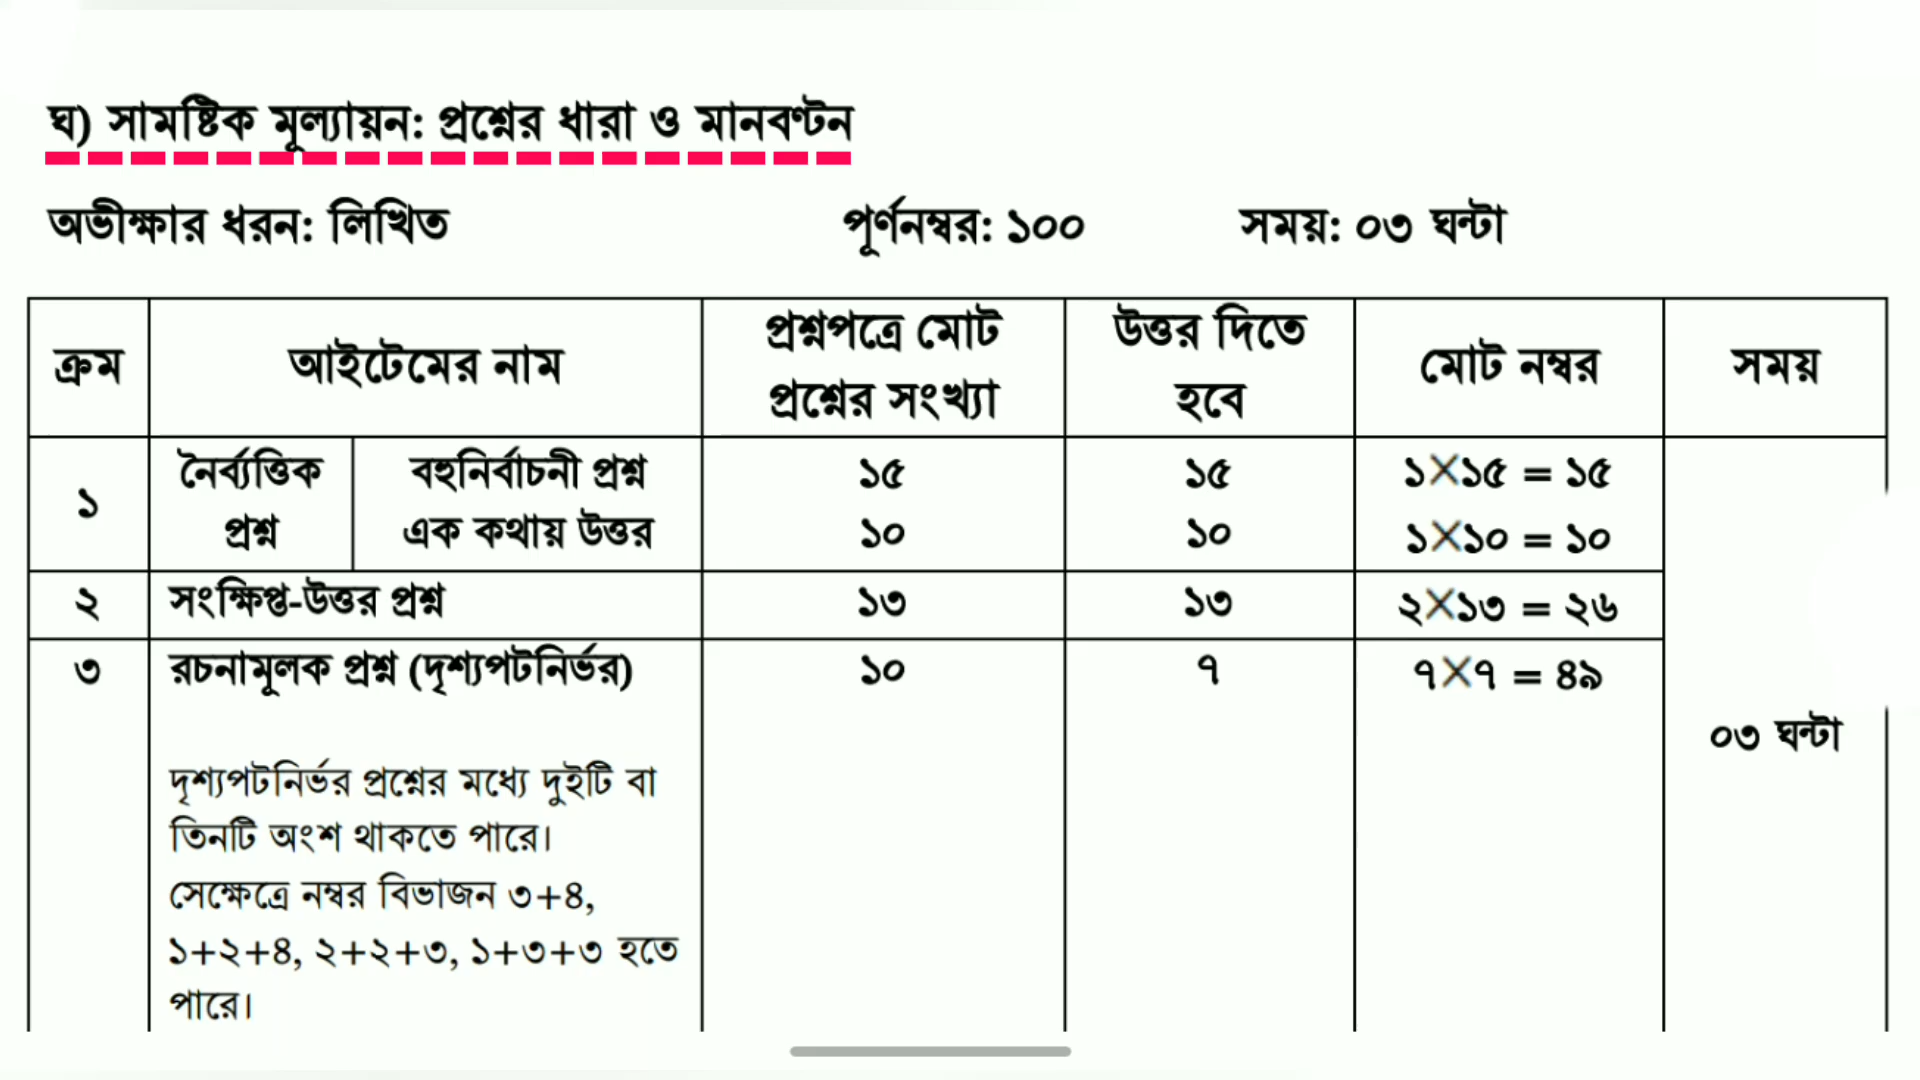 ঘ) সামষ্টিক মূল্যায়ন: প্রশ্নের ধারা ও মানবণ্টন
অভীক্ষার ধরন: লিখিত পূর্ণনম্বর: ১০০ সময়: ০৩ ঘন্টা
ক্রম আইটেমের নাম প্রশ্নপত্রে মোট প্রশ্নের সংখ্যা উত্তর দিতে হবে মোট নম্বর সময়
১ নৈর্ব্যত্তিক প্রশ্ন বহুনির্বাচনী প্রশ্ন ১৫ ১৫ ১×১৫ = ১৫
এক কথায় উত্তর ১০ ১০ ১×১০ = ১০
২ সংক্ষিপ্ত-উত্তর প্রশ্ন ১৩ ১৩ ২×১৩ = ২৬
৩ রচনামূলক প্রশ্ন (দৃশ্যপটনির্ভর) ১০ ৭ ৭×৭ = ৪৯
০৩ ঘন্টা
দৃশ্যপটনির্ভর প্রশ্নের মধ্যে দুইটি বা
তিনটি অংশ থাকতে পারে।
সেক্ষেত্রে নম্বর বিভাজন ৩+৪,
১+২+৪, ২+২+৩, ১+৩+৩ হতে
পারে।